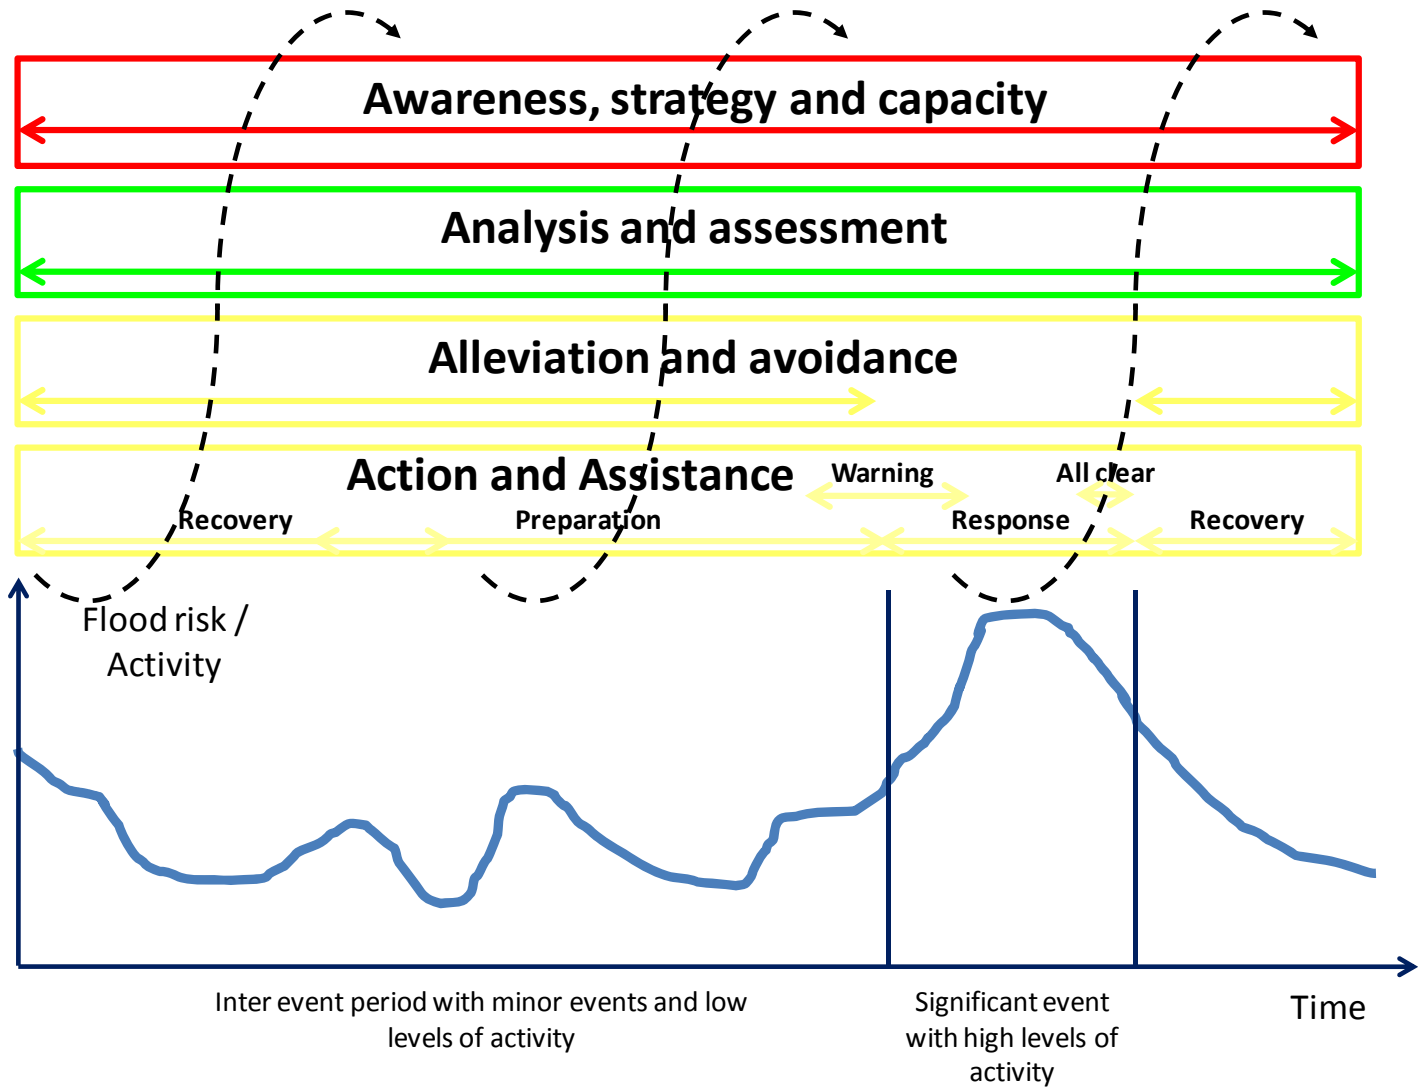 Awareness, strategy and capacity
Analysis and assessment
Alleviation and avoidance
Action and Assistance
Warning
All clear
Recovery
Preparation
Response
Recovery
Flood risk /
Activity
Inter event period with minor events and low
levels of activity
Significant event
with high levels of
activity
Time